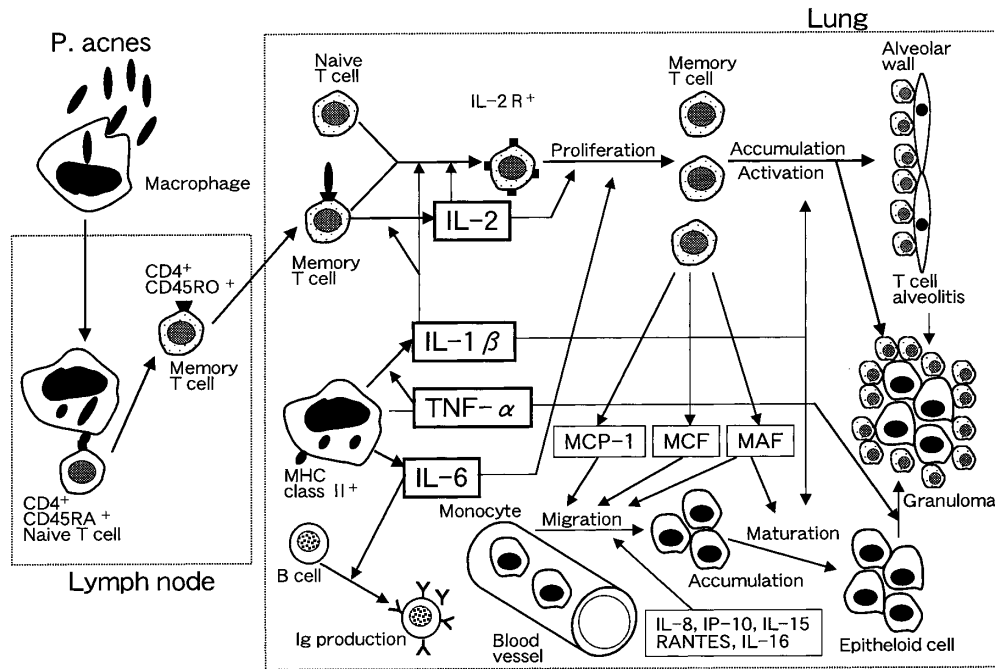 Lung
P. acnes
Macrophage
CD4+
CD45RO +
Memory
T cell
CD4+
CD45RA +
Naive T cell
Lymph node
Naive
T cell
IL-2 R+
Memory
T cell
IL-2
Proliferation
Memory
T cell
Accumulation
Activation
Alveolar
wall
T cell
alveolitis
IL-1 β
TNF-α
IL-6
MHC
class II+
MCP-1
MCF
MAF
Granuloma
B cell
Ig production
Monocyte
Migration
Blood
vessel
Accumulation
Maturation
IL-8, IP-10, IL-15
RANTES, IL-16
Epitheloid cell